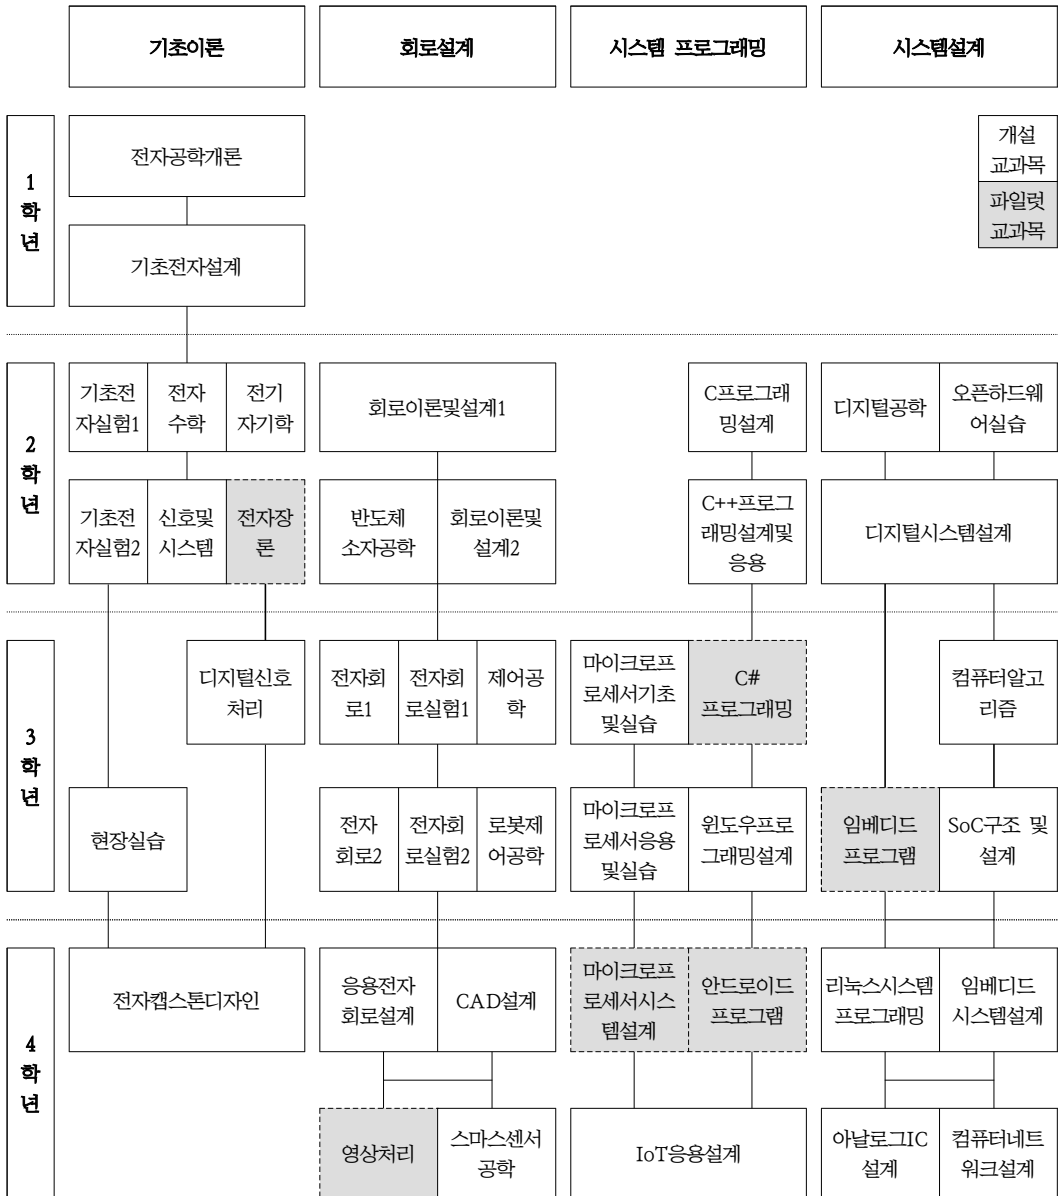 기초이론
회로설계
시스템 프로그래밍
시스템설계
1
학
년
전자공학개론
기초전자설계
개설
교과목
파일럿
교과목
2
학
년
기초전
자실험1
전자
수학
전기
자기학
회로이론및설계1
C프로그래
밍설계
디지털공학
오픈하드웨
어실습
기초전
자실험2
신호및
시스템
전자장
론
반도체
소자공학
회로이론및
설계2
C++프로그
래밍설계및
응용
디지털시스템설계
3
학
년
디지털신호
처리
전자회
로1
전자회
로실험1
제어공
학
마이크로프
로세서기초
및실습
C#
프로그래밍
컴퓨터알고
리즘
현장실습
전자
회로2
전자회
로실험2
로봇제
어공학
마이크로프
로세서응용
및실습
윈도우프로
그래밍설계
임베디드
프로그램
SoC구조 및
설계
4
학
년
전자캡스톤디자인
응용전자
회로설계
CAD설계
마이크로프
로세서시스
템설계
안드로이드
프로그램
리눅스시스템
프로그래밍
임베디드
시스템설계
영상처리
스마스센서
공학
IoT응용설계
아날로그IC
설계
컴퓨터네트
워크설계